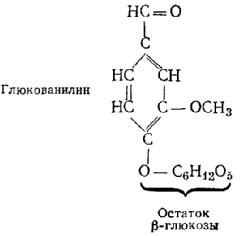 HC=O
C
HC CH
Глюкованилин
HC C—OCH₃
C
O—C₆H₁₂O₅
Остаток
β-глюкозы